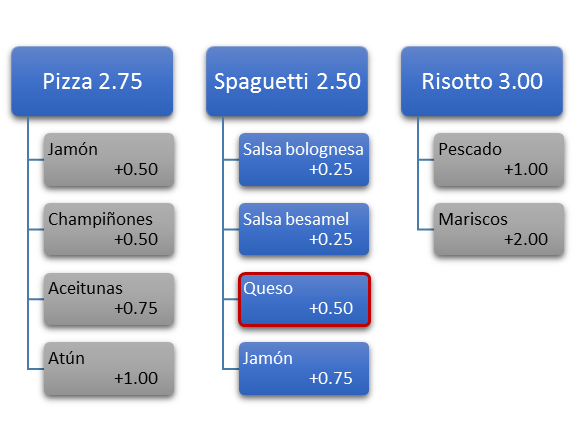 Pizza 2.75
Jamón
+0.50
Champiñones
+0.50
Aceitunas
+0.75
Atún
+1.00
Spaguetti 2.50
Salsa bolognesa
+0.25
Salsa besamel
+0.25
Queso
+0.50
Jamón
+0.75
Risotto 3.00
Pescado
+1.00
Mariscos
+2.00